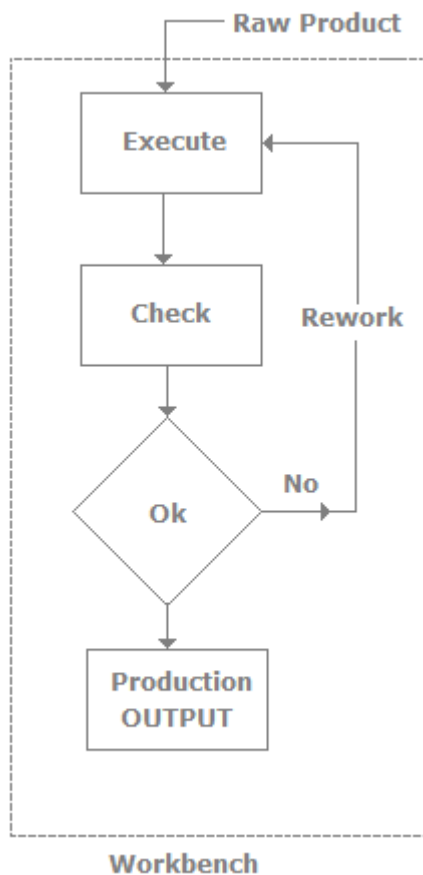 Raw Product
Execute
Check
Rework
No
Ok
Production
OUTPUT
Workbench